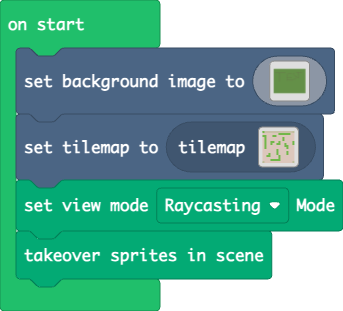 on start
set background image to
set tilemap to tilemap
set view mode Raycasting Mode
takeover sprites in scene